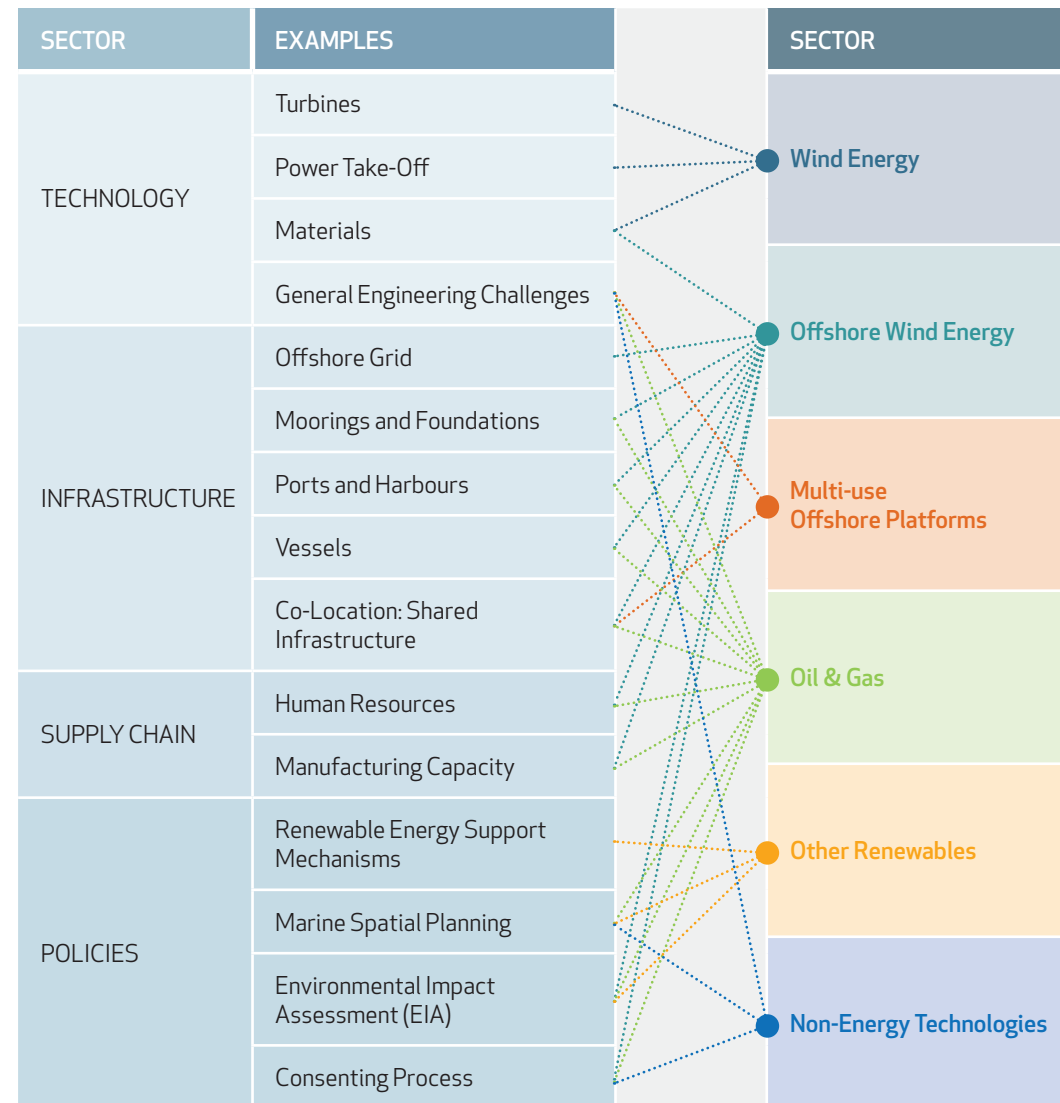 SECTOR
EXAMPLES
SECTOR
TECHNOLOGY
Turbines
Power Take-Off
Materials
General Engineering Challenges
INFRASTRUCTURE
Offshore Grid
Moorings and Foundations
Ports and Harbours
Vessels
Co-Location: Shared
Infrastructure
SUPPLY CHAIN
Human Resources
Manufacturing Capacity
POLICIES
Renewable Energy Support
Mechanisms
Marine Spatial Planning
Environmental Impact
Assessment (EIA)
Consenting Process
Wind Energy
Offshore Wind Energy
Multi-use
Offshore Platforms
Oil & Gas
Other Renewables
Non-Energy Technologies